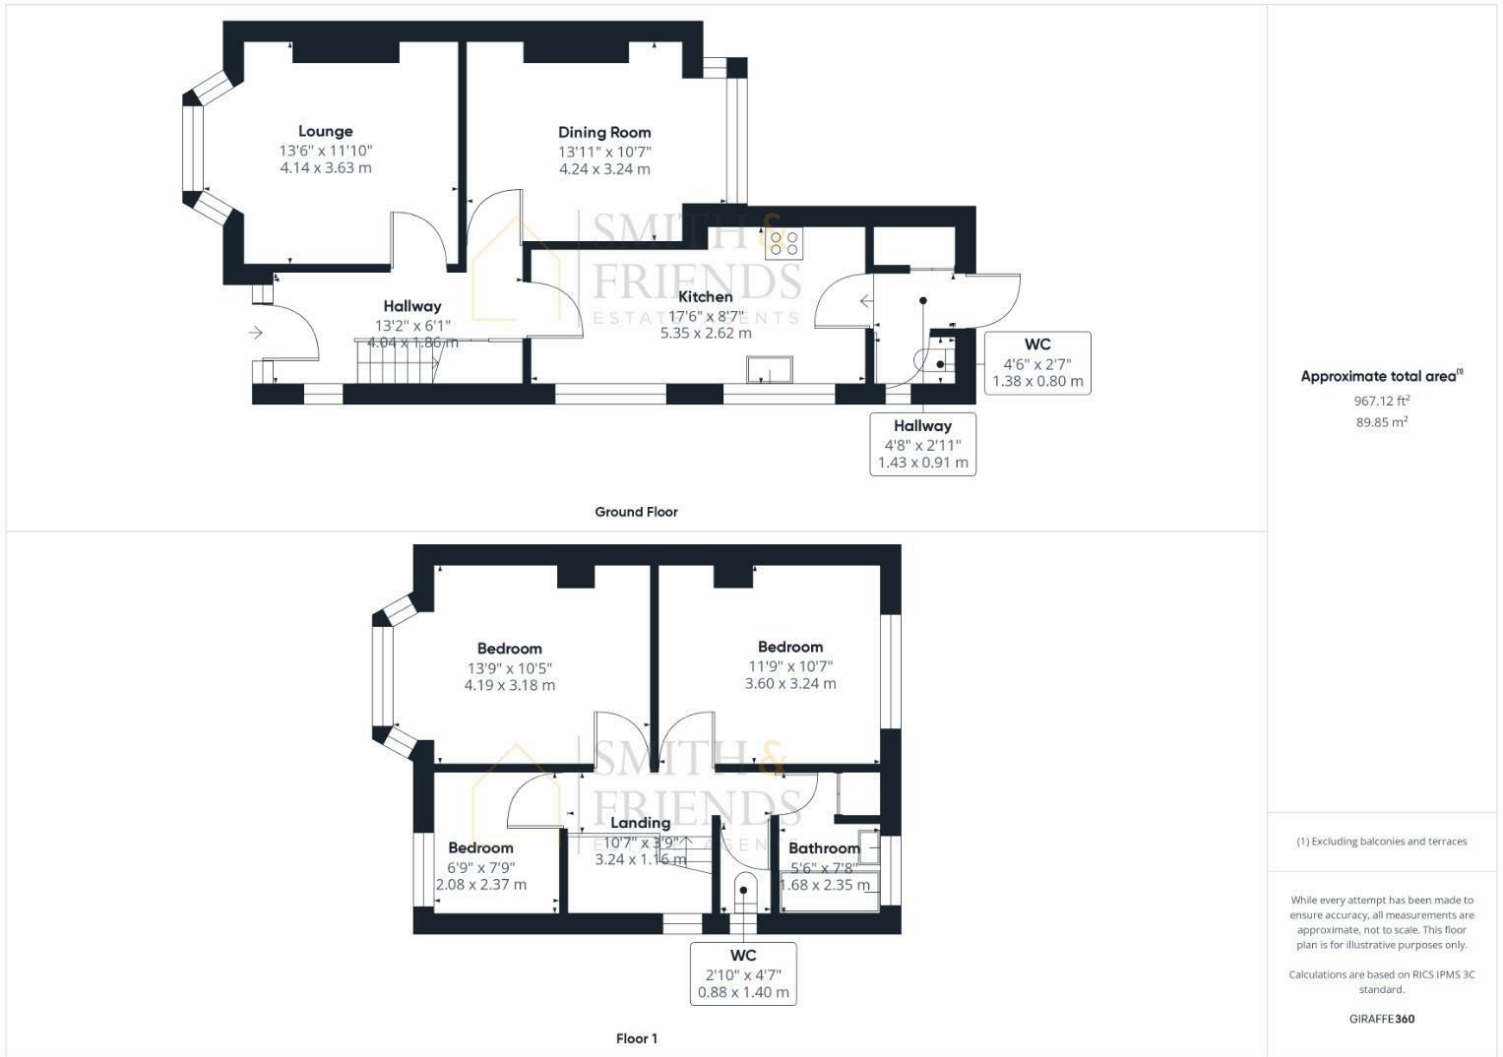 Lounge
13'6" x 11'10"
4.14 x 3.63 m
Dining Room
13'11" x 10'7"
4.24 x 3.24 m
SMITH &
FRIENDS
ESTATE AGENTS
Hallway
13'2" x 6'1"
4.04 x 1.86 m
Kitchen
17'6" x 8'7"
5.35 x 2.62 m
WC
4'6" x 2'7"
1.38 x 0.80 m
Hallway
4'8" x 2'11"
1.43 x 0.91 m
Ground Floor
Bedroom
13'9" x 10'5"
4.19 x 3.18 m
Bedroom
11'9" x 10'7"
3.60 x 3.24 m
SMITH &
FRIENDS
ESTATE AGENTS
Landing
10'7" x 3'9"
3.24 x 1.16 m
Bedroom
6'9" x 7'9"
2.08 x 2.37 m
Bathroom
5'6" x 7'8"
1.68 x 2.35 m
WC
2'10" x 4'7"
0.88 x 1.40 m
Floor 1
Approximate total area⁽¹⁾
967.12 ft²
89.85 m²
(1) Excluding balconies and terraces
While every attempt has been made to
ensure accuracy, all measurements are
approximate, not to scale. This floor
plan is for illustrative purposes only.
Calculations are based on RICS IPMS 3C
standard.
GIRAFFE360